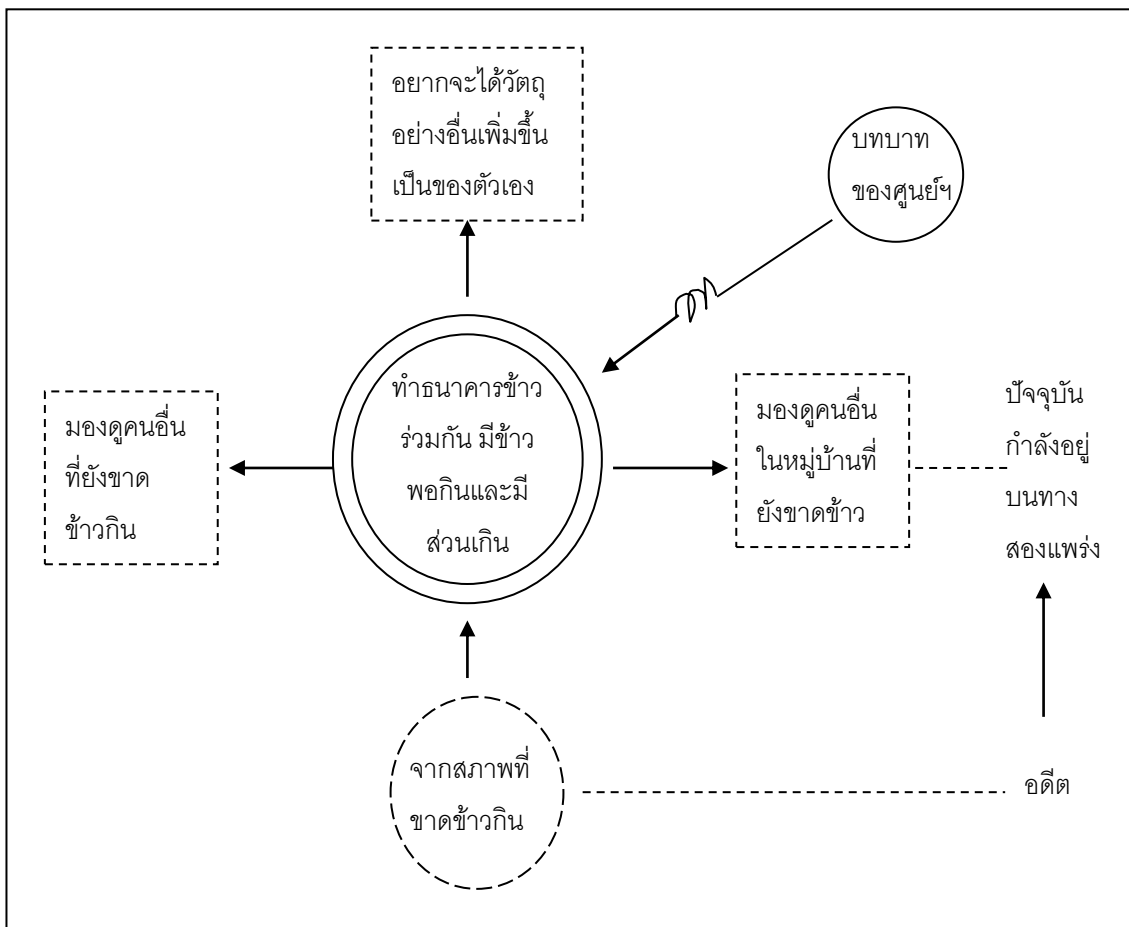 อยากจะได้วัตถุ
อย่างอื่นเพิ่มขึ้น
เป็นของตัวเอง
บทบาท
ของศูนย์ฯ
ทำธนาคารข้าว
ร่วมกัน มีข้าว
พอกินและมี
ส่วนเกิน
มองดูคนอื่น
ที่ยังขาด
ข้าวกิน
มองดูคนอื่น
ในหมู่บ้านที่
ยังขาดข้าว
ปัจจุบัน
กำลังอยู่
บนทาง
สองแพร่ง
จากสภาพที่
ขาดข้าวกิน
อดีต